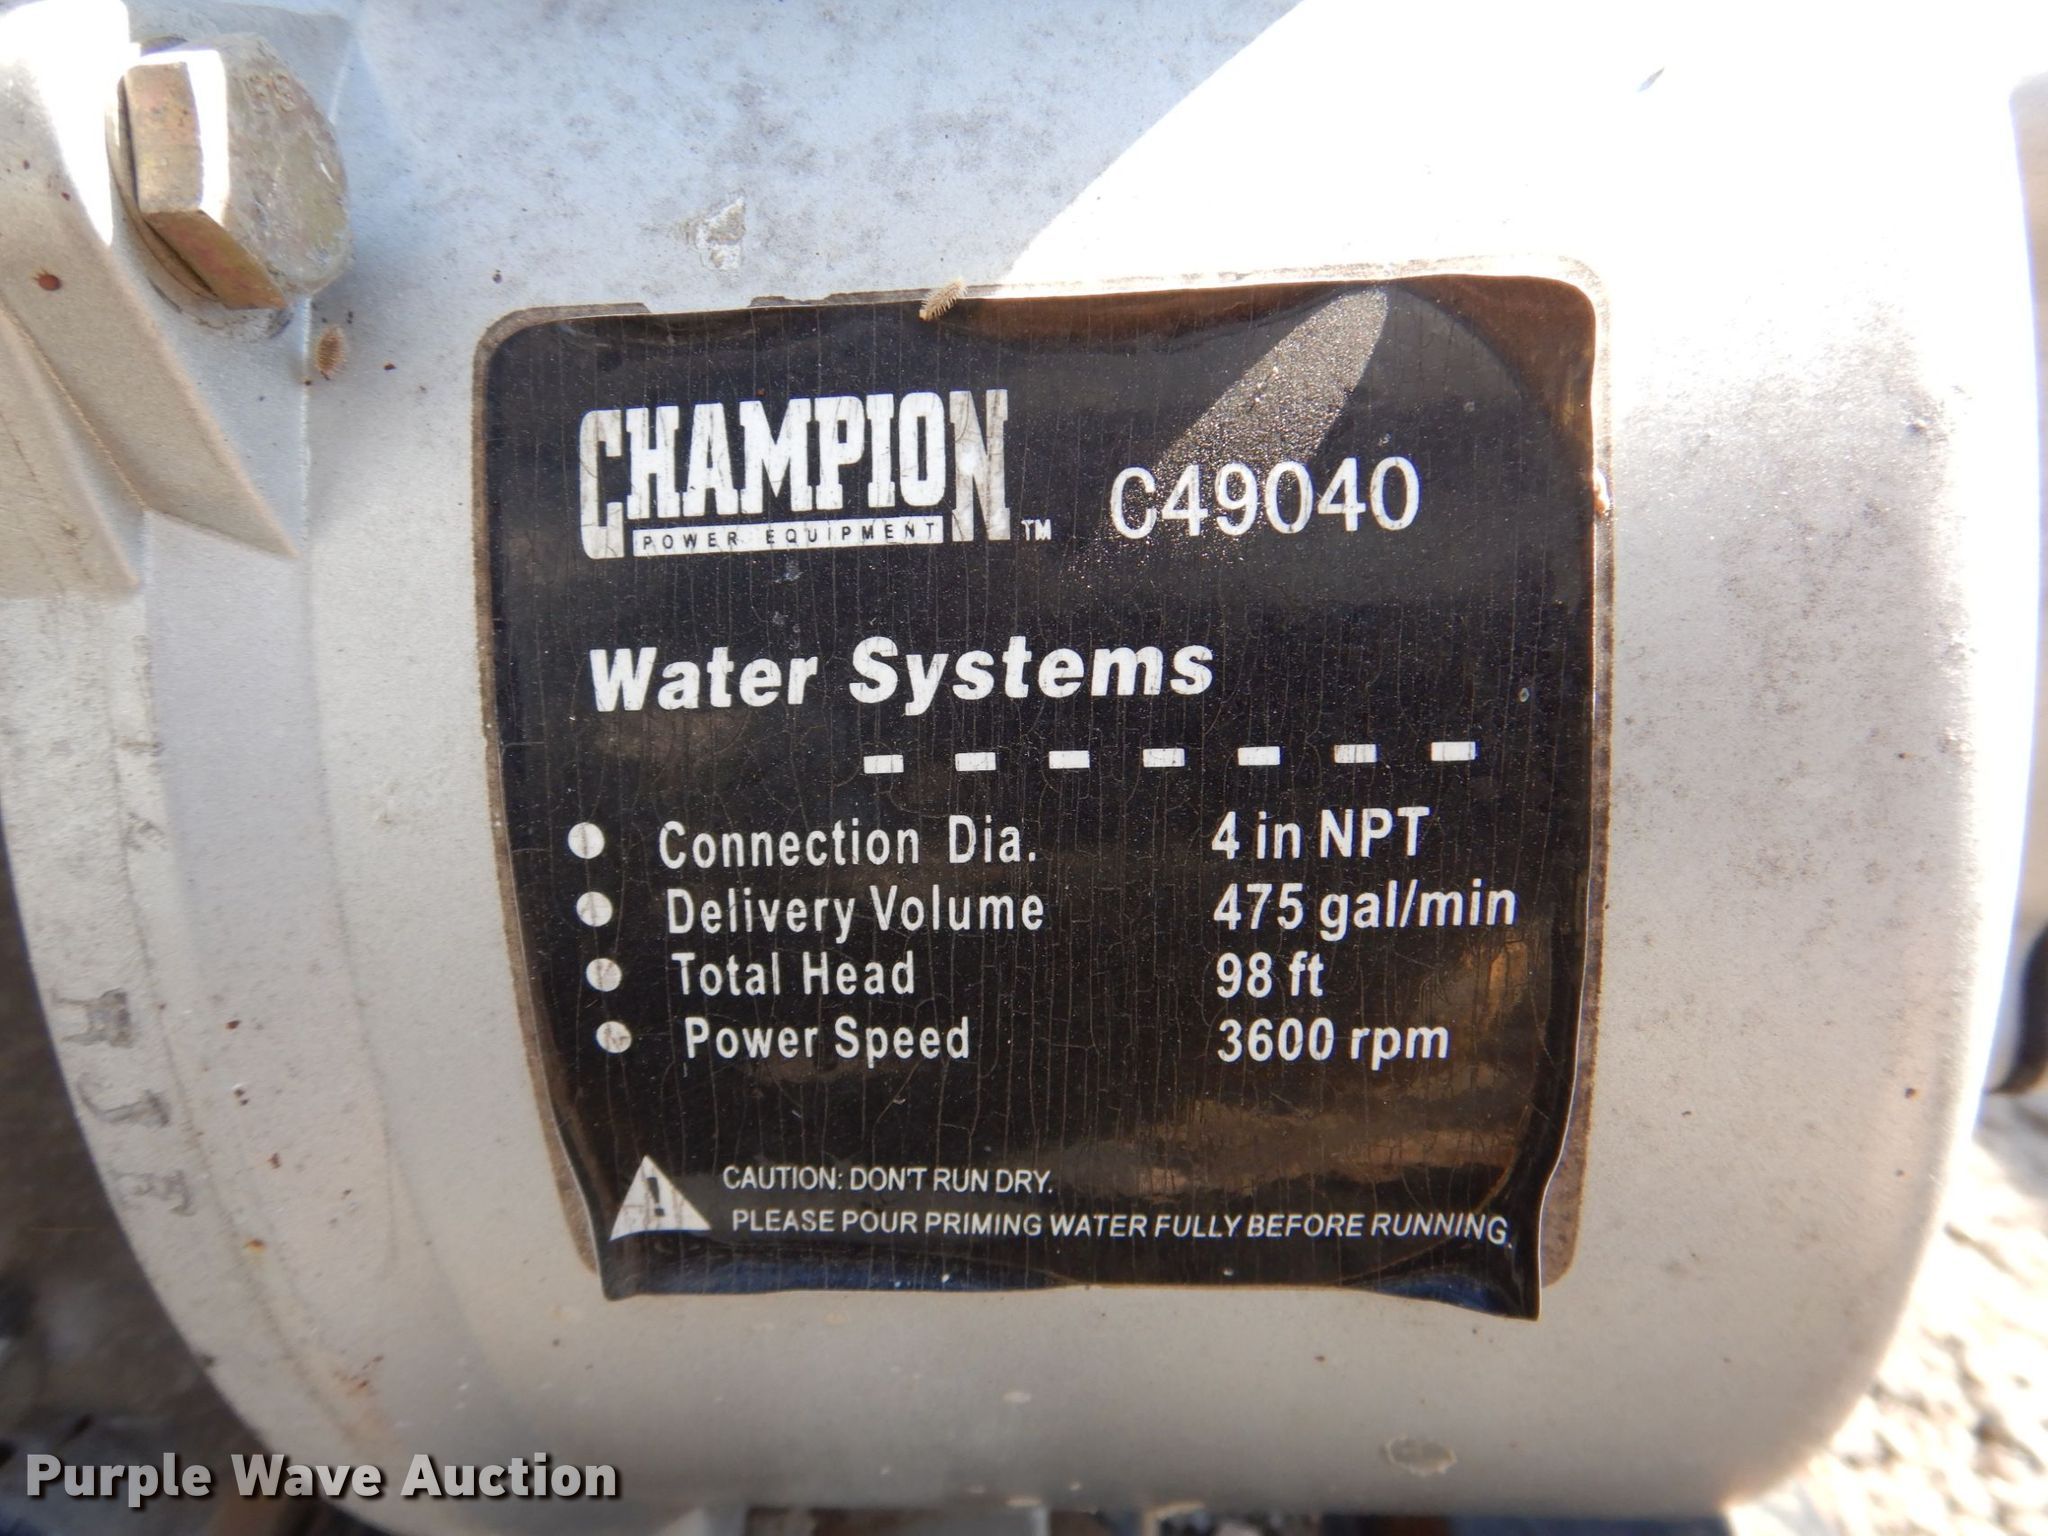 CHAMPION
POWER EQUIPMENT
TM
C49040
Water Systems
Connection Dia. 4 in NPT
Delivery Volume 475 gal/min
Total Head 98 ft
Power Speed 3600 rpm
CAUTION: DON'T RUN DRY.
PLEASE POUR PRIMING WATER FULLY BEFORE RUNNING.
Purple Wave Auction